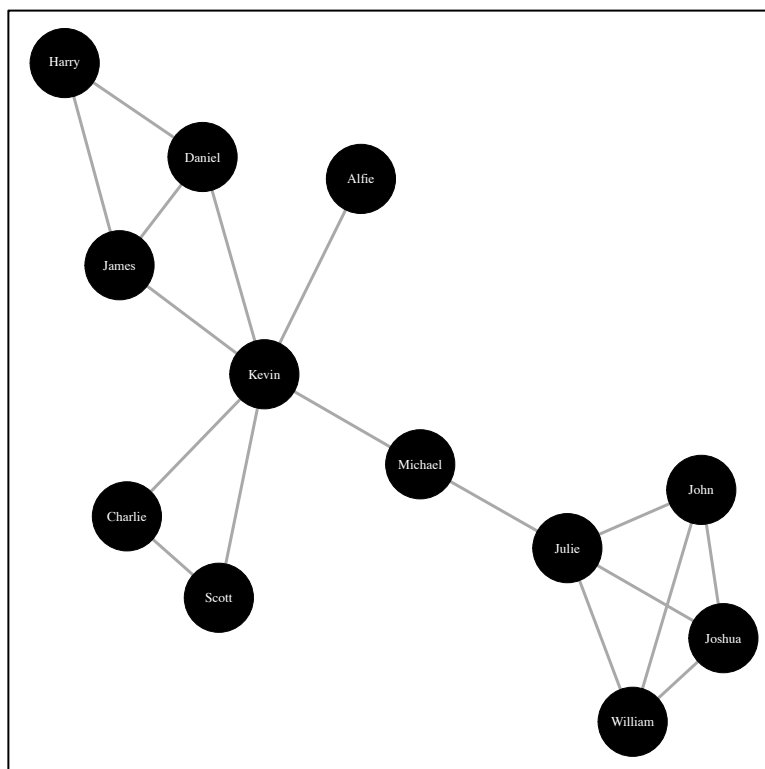 Harry
Daniel
Alfie
James
Kevin
Michael
John
Charlie
Julie
Scott
Joshua
William